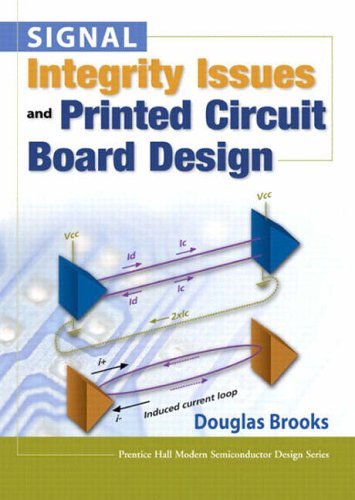 SIGNAL
Integrity Issues
and Printed Circuit
Board Design
Vcc
Vcc
Id
Ic
Id
Ic
2xIc
i+
i-
Induced current loop
Douglas Brooks
Prentice Hall Modern Semiconductor Design Series